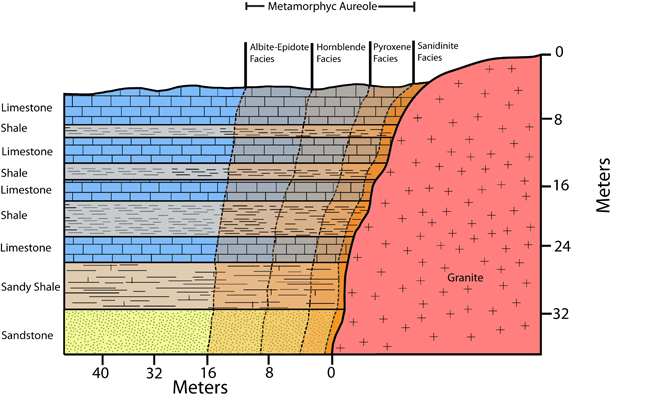 Metamorphyc Aureole
Albite-Epidote
Facies
Hornblende
Facies
Pyroxene
Facies
Sanidinite
Facies
Limestone
Shale
Limestone
Shale
Limestone
Shale
Limestone
Sandy Shale
Sandstone
Granite
0
8
16
24
32
Meters
40 32 16 8 0
Meters